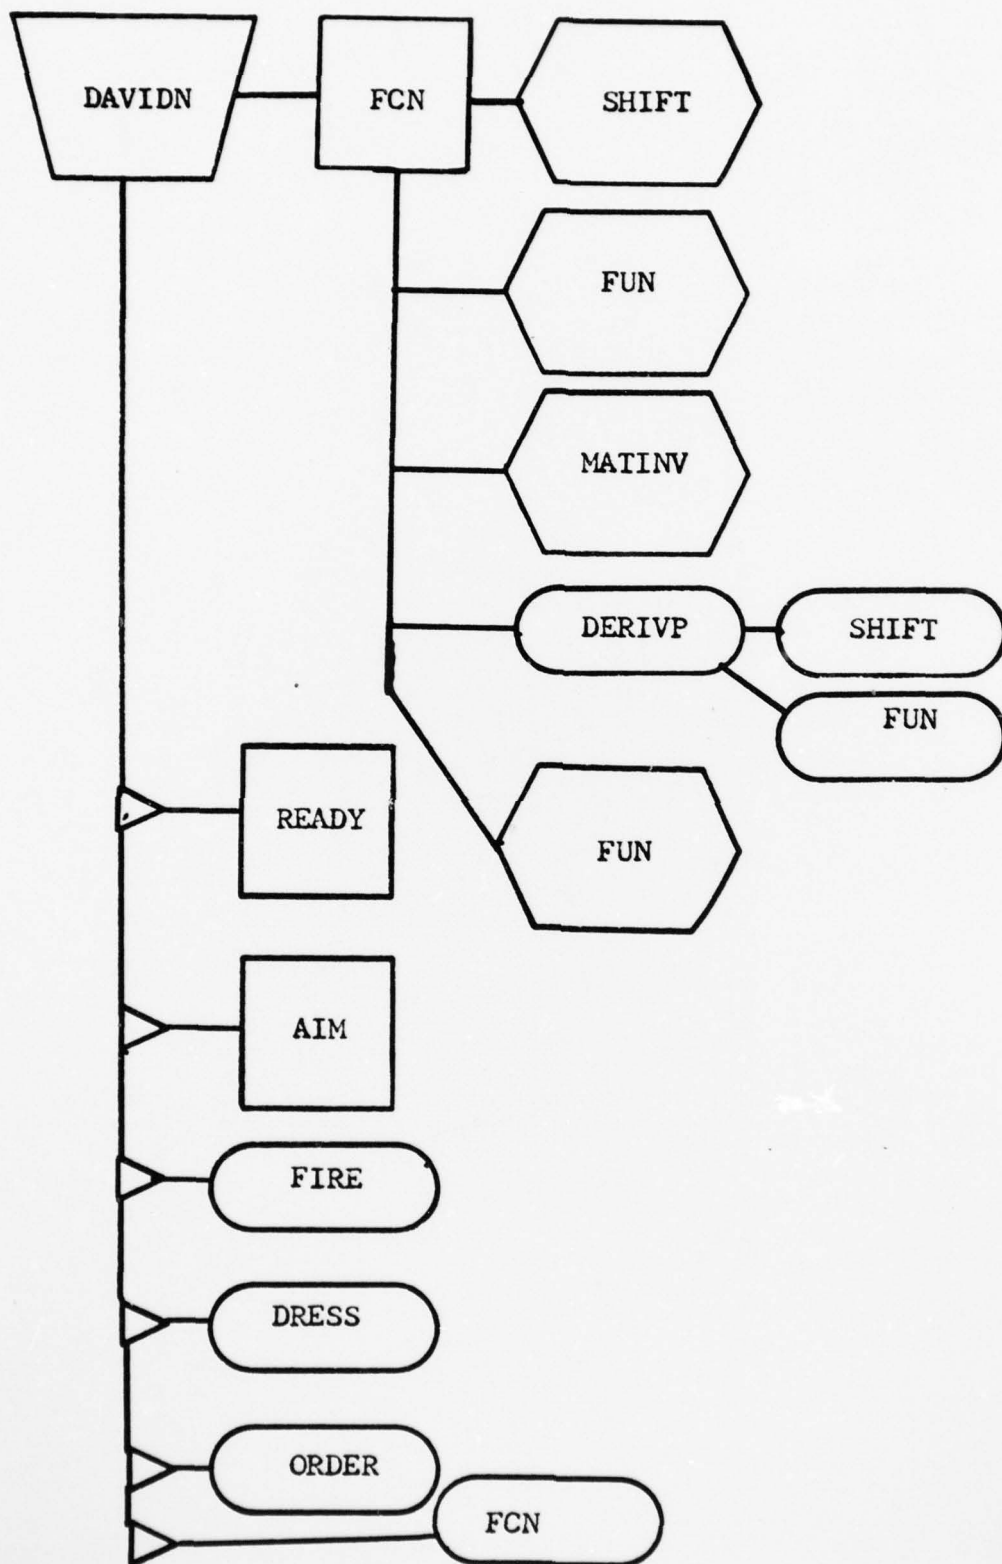 DAVIDN
FCN
SHIFT
FUN
MATINV
DERIVP
SHIFT
FUN
READY
FUN
AIM
FIRE
DRESS
ORDER
FCN